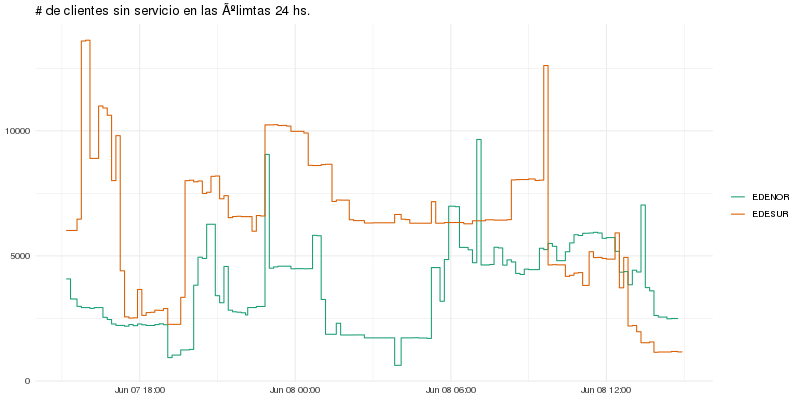 # de clientes sin servicio en las Ãºlimtas 24 hs.
10000
5000
0
Jun 07 18:00
Jun 08 00:00
Jun 08 06:00
Jun 08 12:00
EDENOR
EDESUR